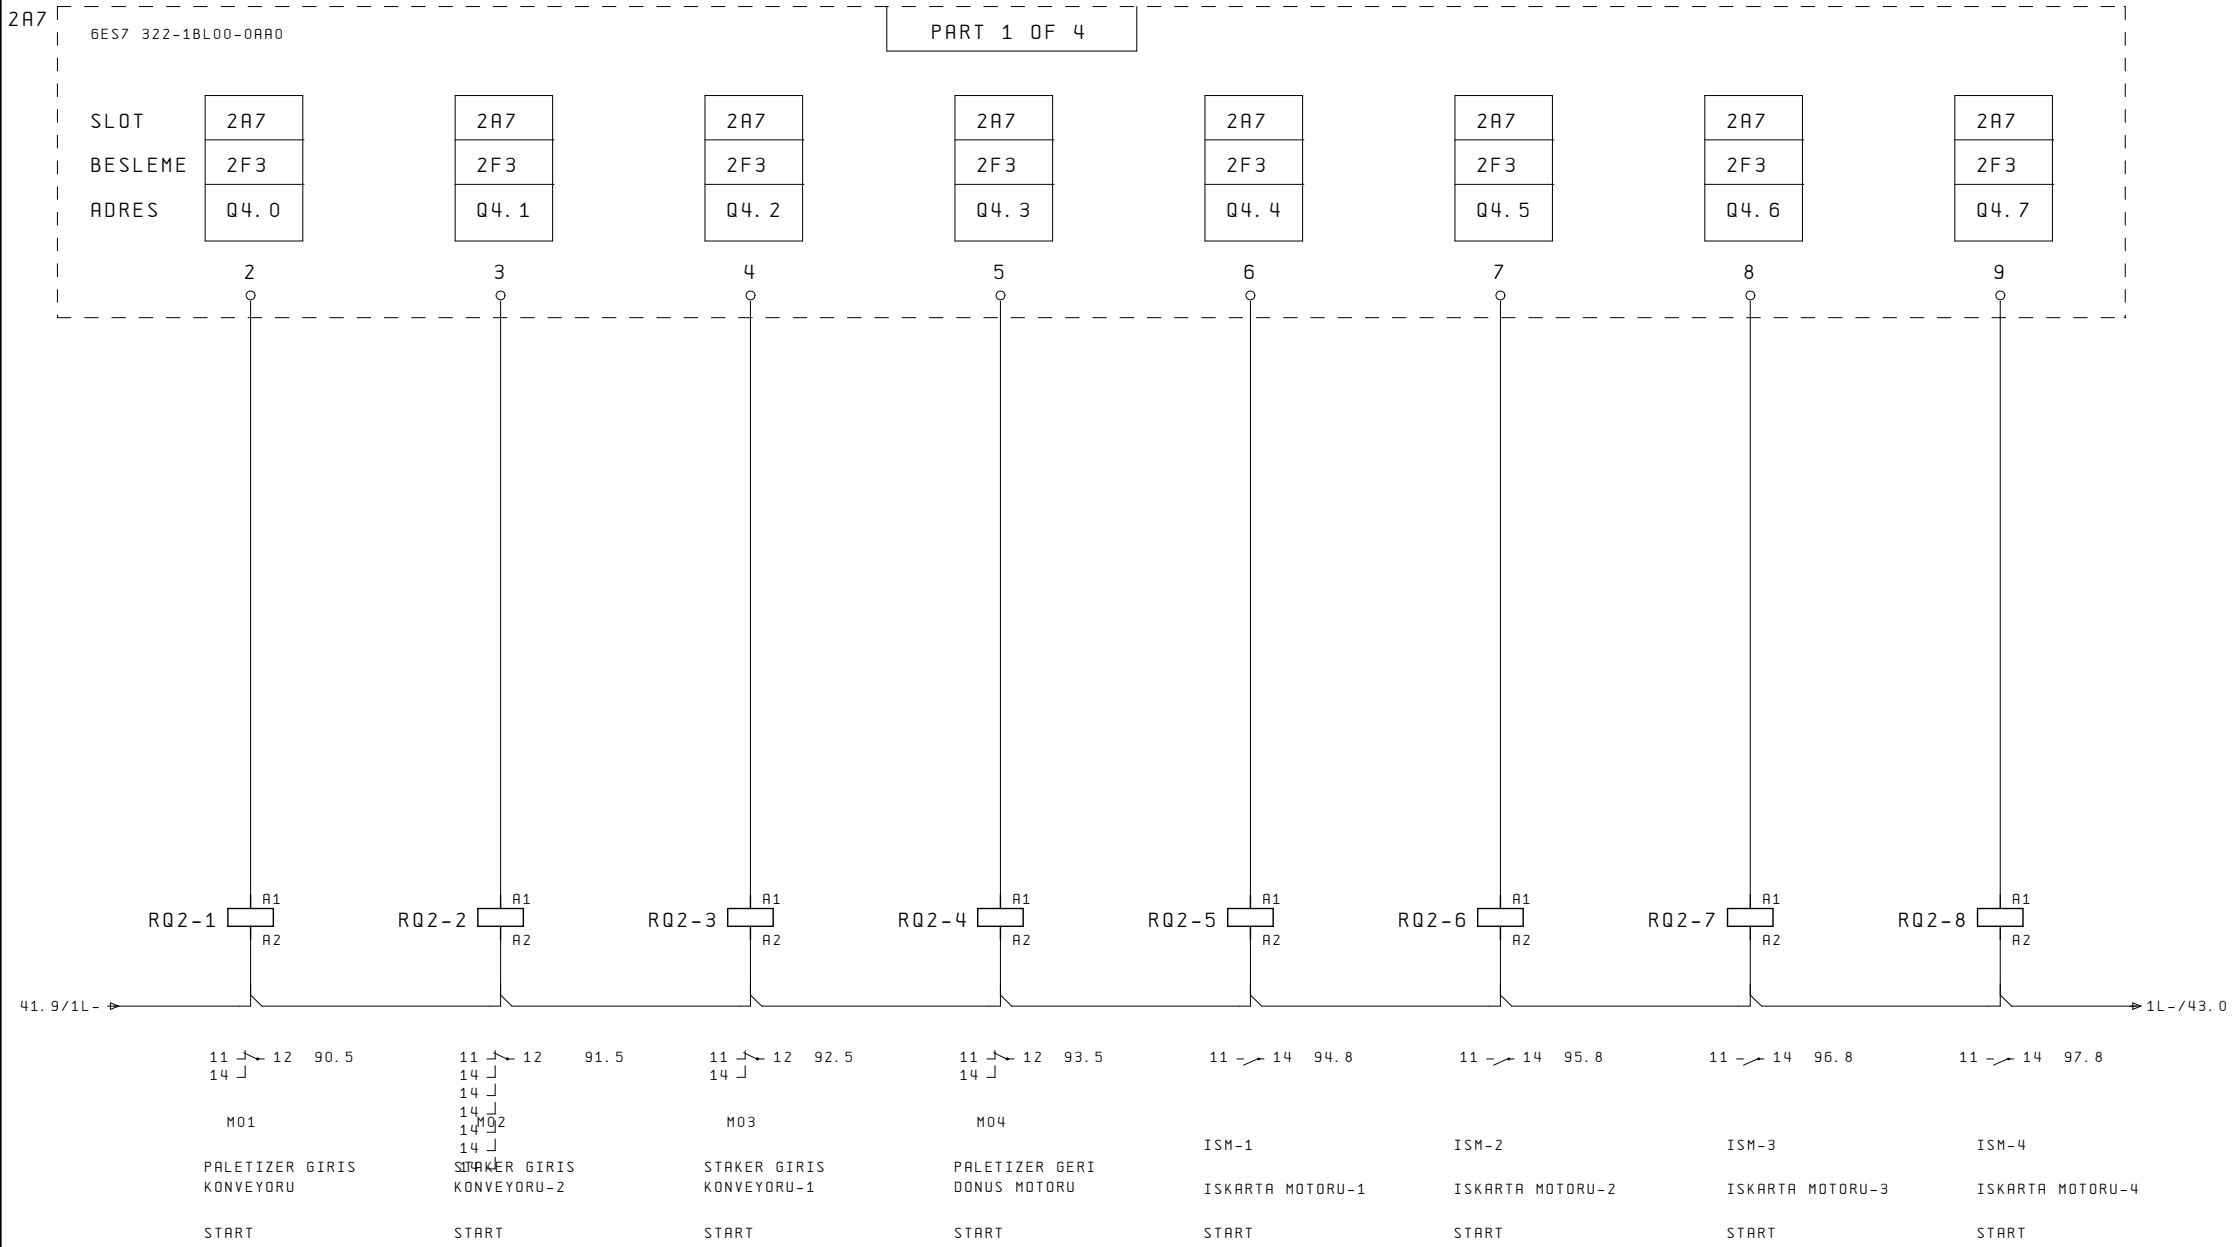 2A7
6ES7 322-1BL00-0AA0
PART 1 OF 4
SLOT 2A7 2A7 2A7 2A7 2A7 2A7 2A7 2A7
BESLEME 2F3 2F3 2F3 2F3 2F3 2F3 2F3 2F3
ADRES Q4.0 Q4.1 Q4.2 Q4.3 Q4.4 Q4.5 Q4.6 Q4.7
2 3 4 5 6 7 8 9
A1 A1 A1 A1 A1 A1 A1 A1
RQ2-1 RQ2-2 RQ2-3 RQ2-4 RQ2-5 RQ2-6 RQ2-7 RQ2-8
A2 A2 A2 A2 A2 A2 A2 A2
41.9/1L- 1L-/43.0
11 12 90.5 11 12 91.5 11 12 92.5 11 12 93.5 11 14 94.8 11 14 95.8 11 14 96.8 11 14 97.8
14 14 14 14
14
14
M01 M02 M03 M04
14
14
ISM-1 ISM-2 ISM-3 ISM-4
14
PALETIZER GIRIS STAKER GIRIS STAKER GIRIS PALETIZER GERI
KONVEYORU KONVEYORU-2 KONVEYORU-1 DONUS MOTORU
ISKARTA MOTORU-1 ISKARTA MOTORU-2 ISKARTA MOTORU-3 ISKARTA MOTORU-4
START START START START START START START START